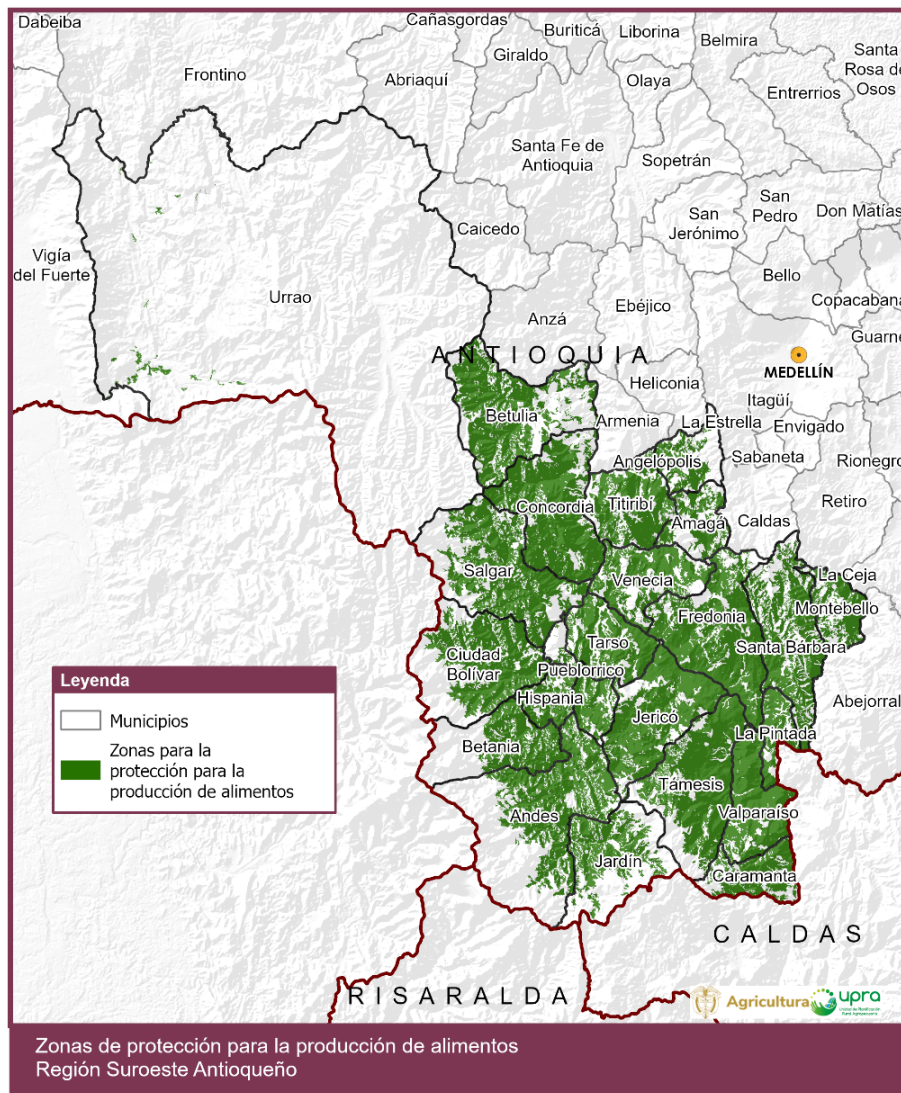 Dabeiba
Cañasgordas
Buriticá
Liborina
Belmira
Santa
Rosa de
Osos
Giraldo
Frontino
Abriaquí
Olaya
Entrerrios
Santa Fe de
Antioquia
Sopetrán
San
Pedro
Don Matías
San
Jerónimo
Caicedo
Vigía
del Fuerte
Bello
Urrao
Copacabana
Anzá
Ebéjico
Guarne
ANTIOQUIA
MEDELLÍN
Heliconia
Itagüí
Betulia
Armenia
La Estrella
Envigado
Sabaneta
Rionegro
Angelópolis
Retiro
Concordia
Titiribí
Amagá
Caldas
Salgar
Venecia
La Ceja
Montebello
Fredonia
Tarso
Santa Bárbara
Ciudad
Bolívar
Pueblorrico
Hispania
Abejorral
Jericó
La Pintada
Betania
Támesis
Andes
Valparaíso
Jardín
Caramanta
CALDAS
RISARALDA
Leyenda
Municipios
Zonas para la
protección para la
producción de alimentos
Agricultura
upra
Zonas de protección para la producción de alimentos
Región Suroeste Antioqueño